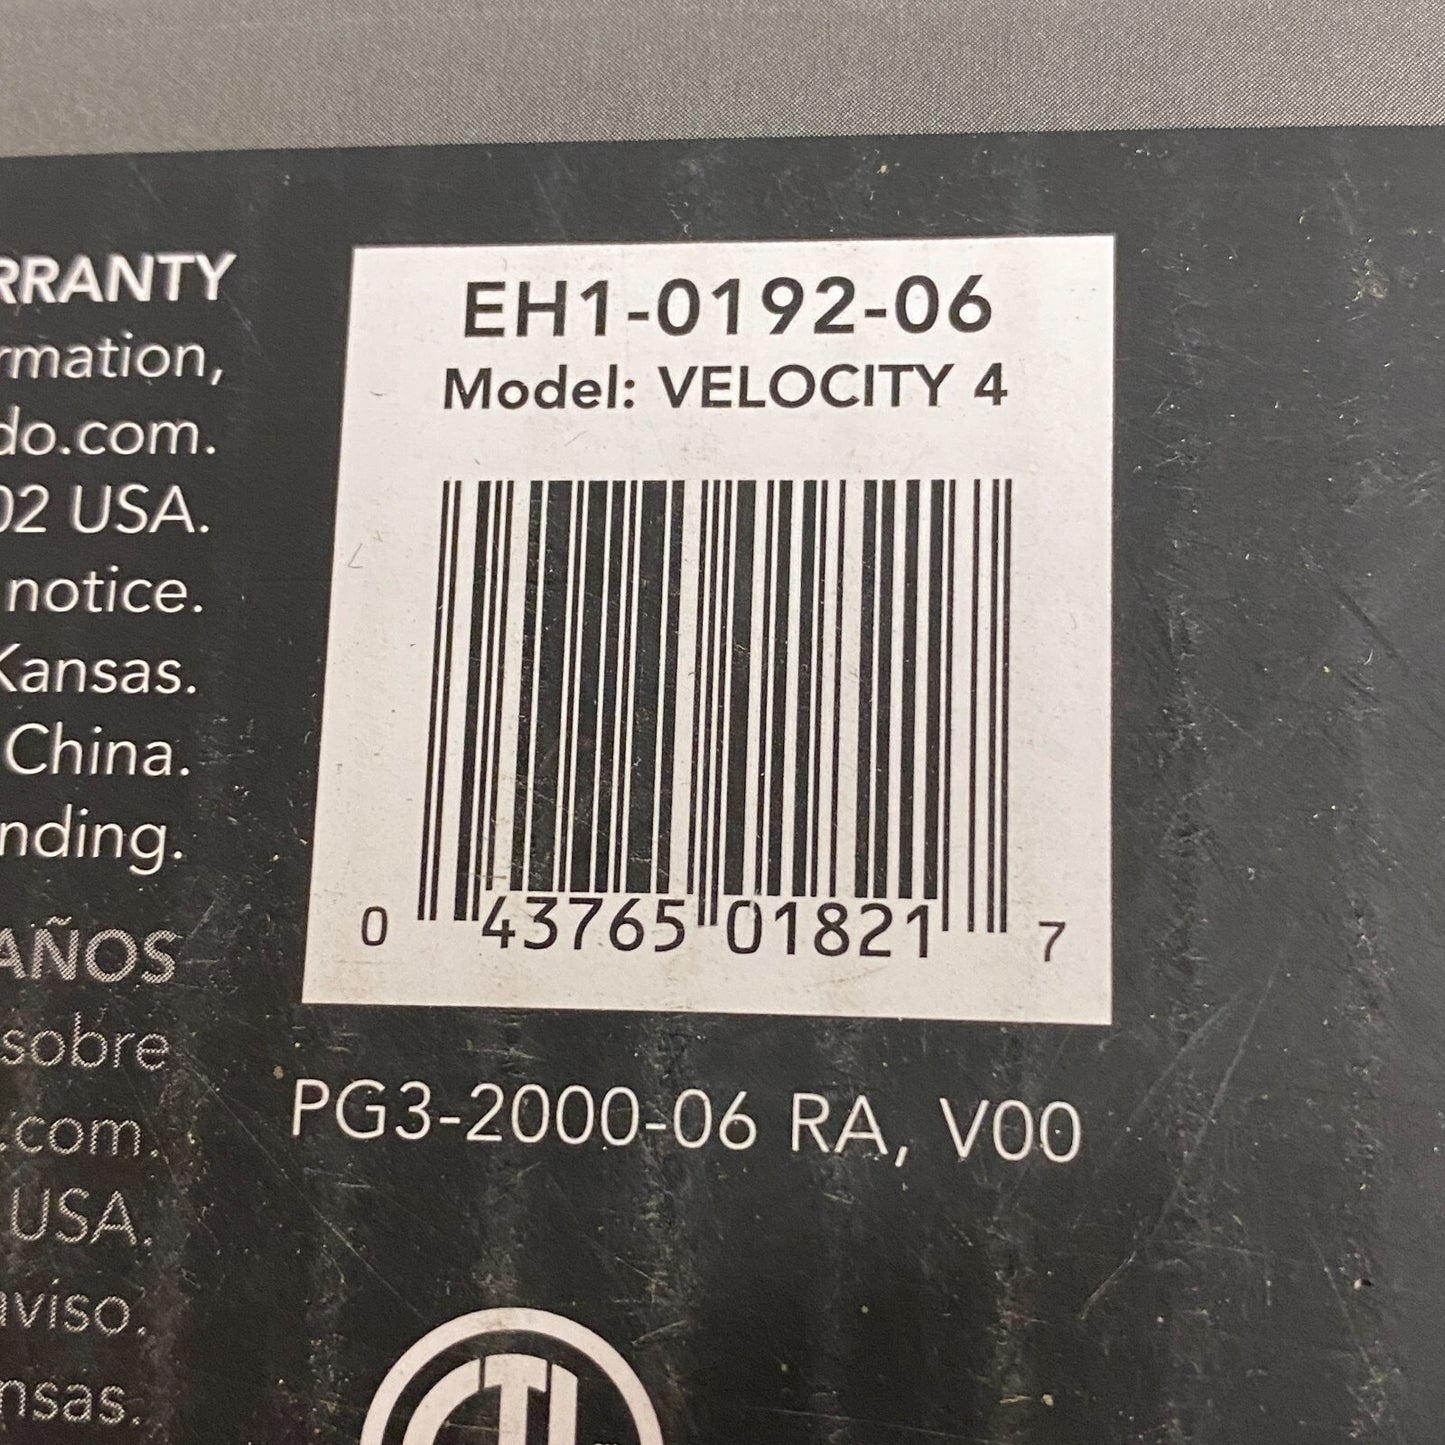 RRANTY
rmation,
do.com.
02 USA.
notice.
Kansas.
China.
nding.
AÑOS
sobre
.com.
USA.
aviso.
nsas.
EH1-0192-06
Model: VELOCITY 4
0 43765 01821 7
PG3-2000-06 RA, V00